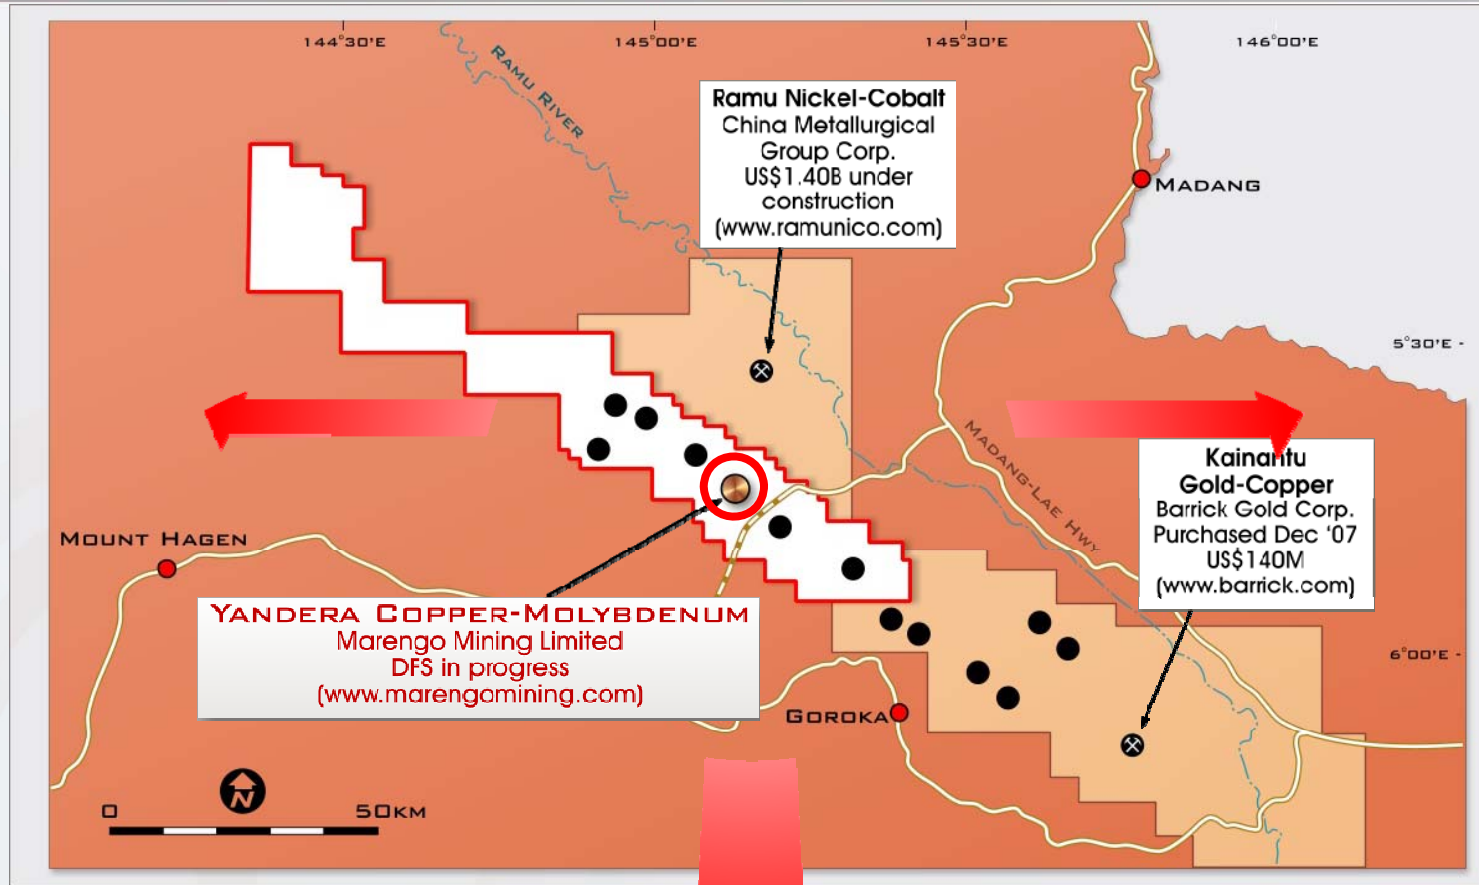 144°30'E
145°00'E
145°30'E
146°00'E
RAMU RIVER
Ramu Nickel-Cobalt
China Metallurgical
Group Corp.
US$1.40B under
construction
(www.ramunico.com)
MADANG
5°30'E -
MADANG-LAE HWY
Kainantu
Gold-Copper
Barrick Gold Corp.
Purchased Dec '07
US$140M
(www.barrick.com)
MOUNT HAGEN
YANDERA COPPER-MOLYBDENUM
Marengo Mining Limited
DFS in progress
(www.marengomining.com)
6°00'E -
GOROKA
N
0
50KM